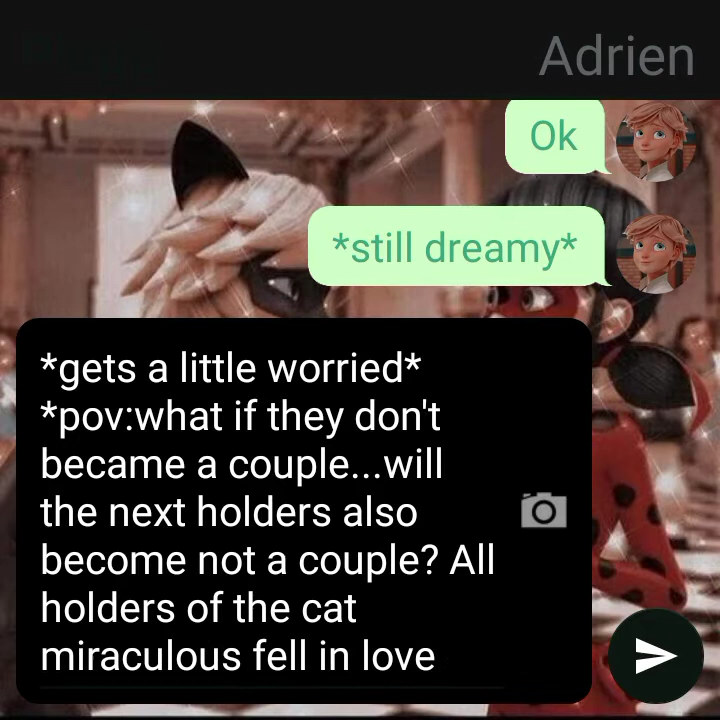 Adrien
Ok
*still dreamy*
*gets a little worried*
*pov:what if they don't
became a couple...will
the next holders also
become not a couple? All
holders of the cat
miraculous fell in love